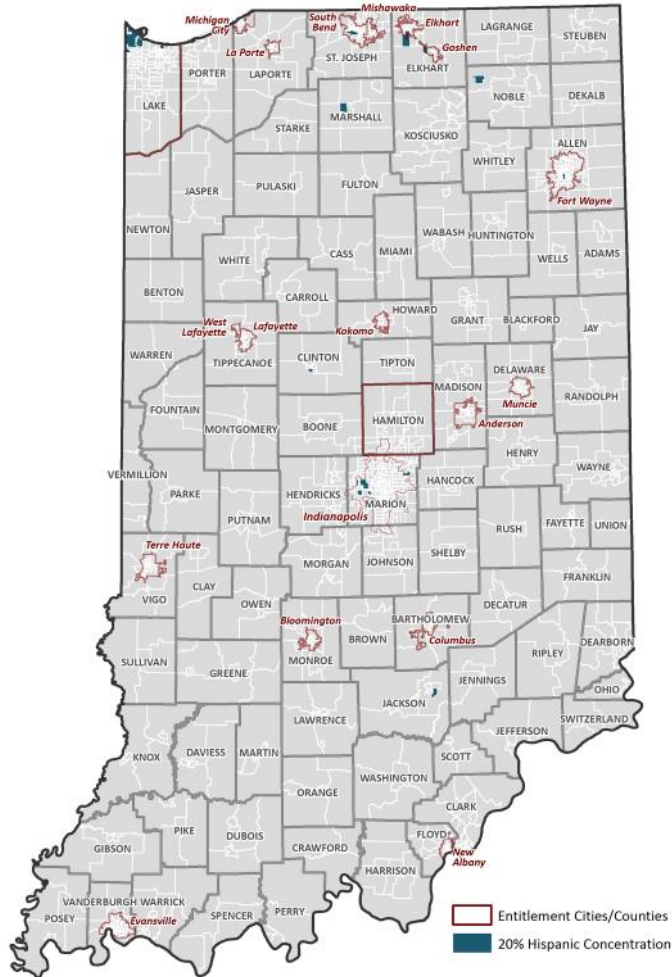 Mishawaka
Michigan
City
South
Bend
Elkhart
La Porte
Goshen
LAGRANGE
STEUBEN
ST. JOSEPH
ELKHART
PORTER
LAPORTE
LAKE
NOBLE
DEKALB
MARSHALL
STARKE
KOSCIUSKO
ALLEN
WHITLEY
JASPER
PULASKI
FULTON
Fort Wayne
NEWTON
WABASH
HUNTINGTON
CASS
MIAMI
WHITE
WELLS
ADAMS
BENTON
CARROLL
HOWARD
GRANT
BLACKFORD
JAY
West
Lafayette
Lafayette
Kokomo
WARREN
TIPPECANOE
CLINTON
TIPTON
DELAWARE
MADISON
Muncie
RANDOLPH
FOUNTAIN
MONTGOMERY
BOONE
HAMILTON
Anderson
HENRY
WAYNE
VERMILLION
PARKE
HENDRICKS
MARION
HANCOCK
PUTNAM
Indianapolis
RUSH
FAYETTE
UNION
Terre Haute
SHELBY
MORGAN
JOHNSON
CLAY
FRANKLIN
VIGO
OWEN
DECATUR
Bloomington
BARTHOLOMEW
BROWN
Columbus
DEARBORN
RIPLEY
MONROE
SULLIVAN
GREENE
JENNINGS
OHIO
JACKSON
LAWRENCE
SWITZERLAND
JEFFERSON
KNOX
DAVIESS
MARTIN
SCOTT
WASHINGTON
ORANGE
CLARK
PIKE
DUBOIS
FLOYD
GIBSON
CRAWFORD
New
Albany
HARRISON
VANDERBURGH
WARRICK
POSEY
Evansville
SPENCER
PERRY
Entitlement Cities/Counties
20% Hispanic Concentration